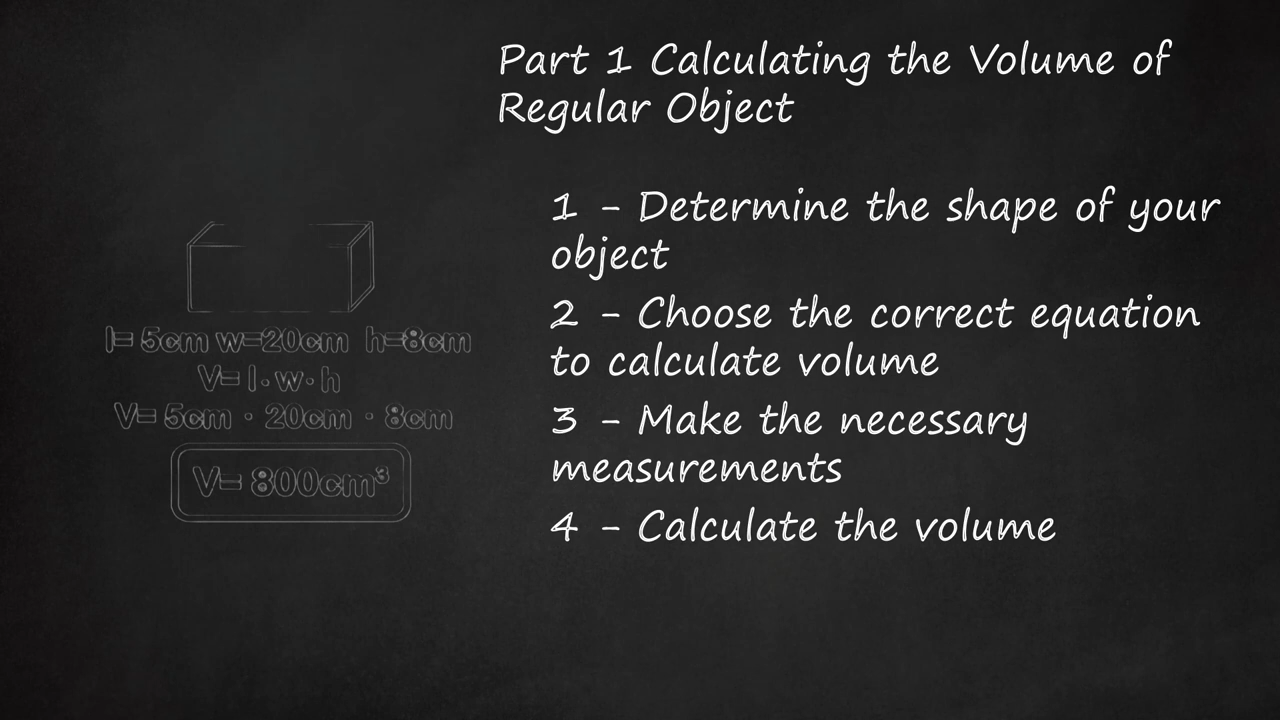 Part 1 Calculating the Volume of
Regular Object
1 - Determine the shape of your
object
2 - Choose the correct equation
to calculate volume
3 - Make the necessary
measurements
4 - Calculate the volume
l= 5cm w=20cm h=8cm
V= l · w · h
V= 5cm · 20cm · 8cm
V= 800cm³